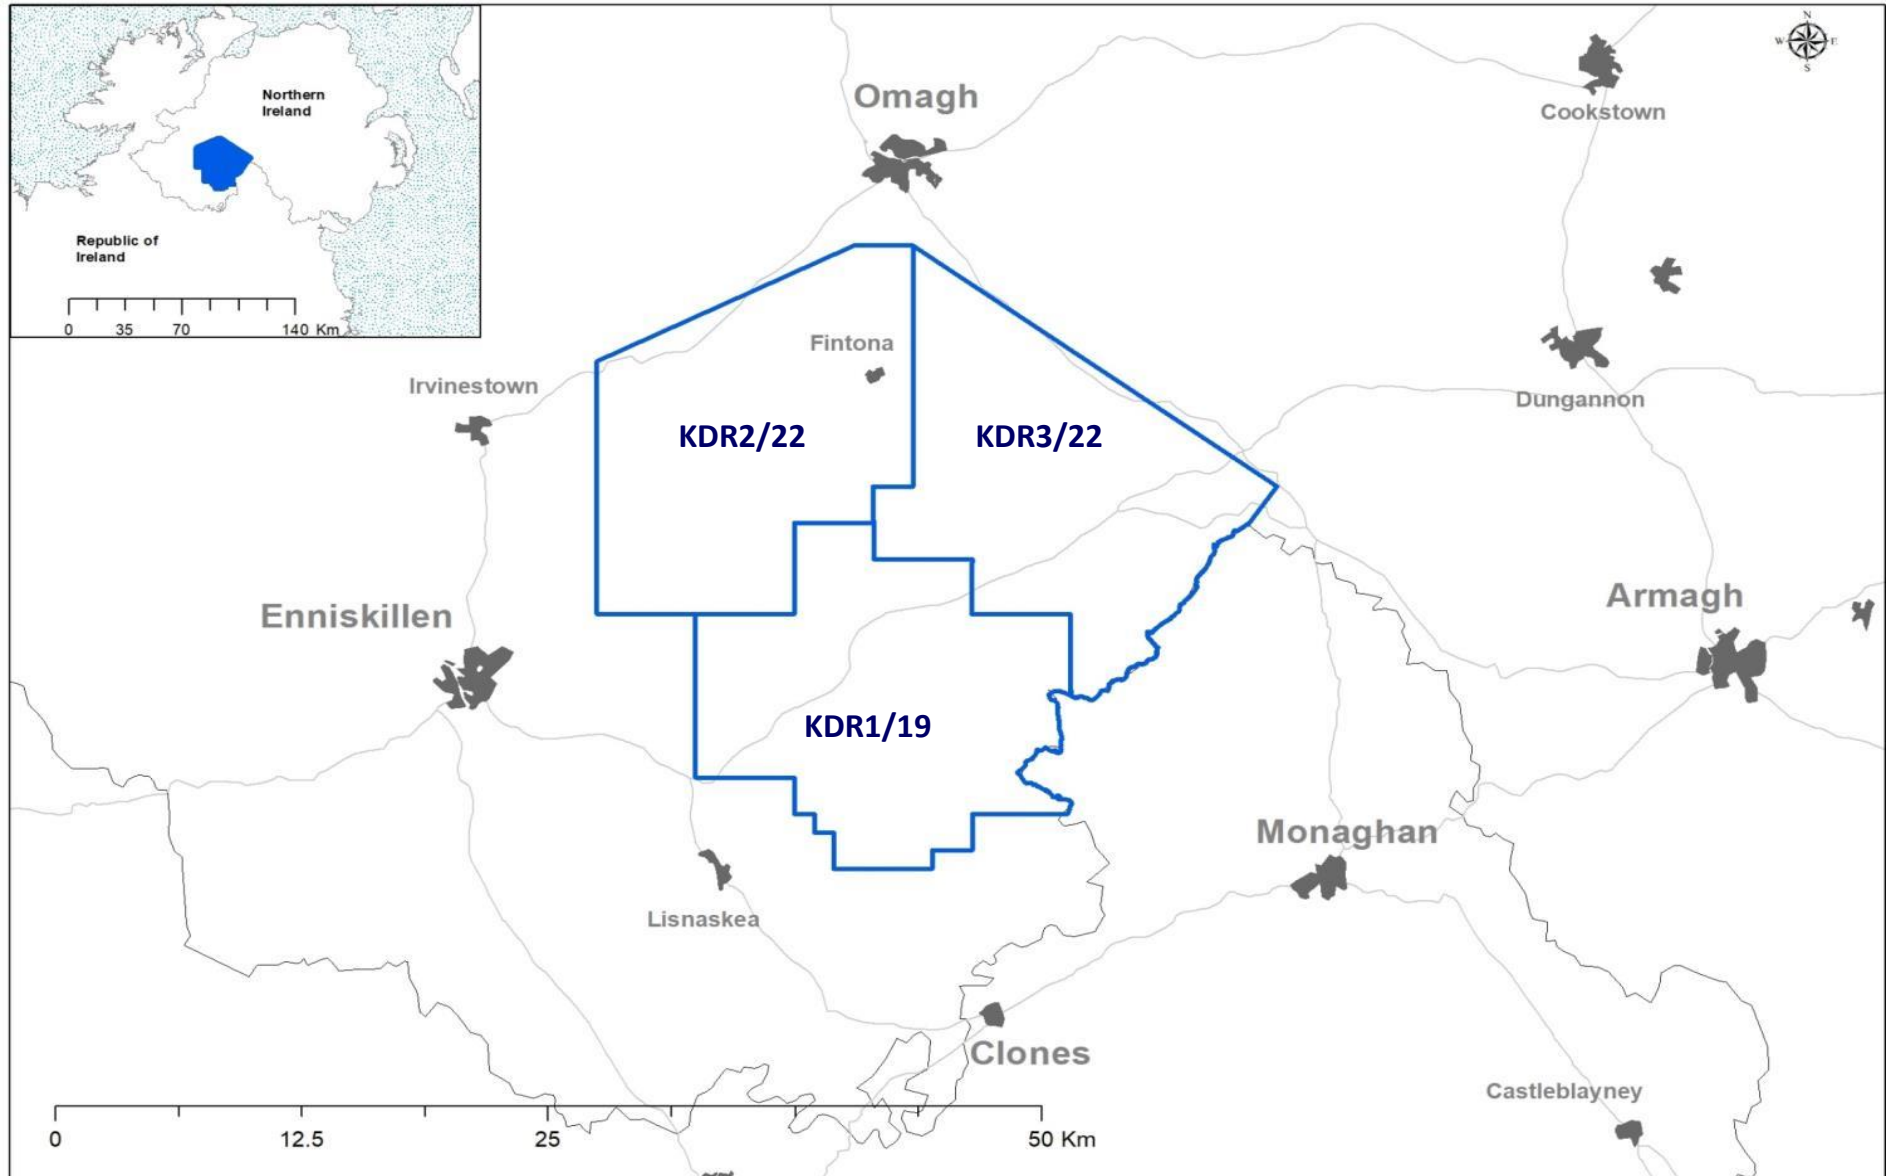 N
W E
S
Northern
Ireland
Republic of
Ireland
0 35 70 140 Km
Omagh
Cookstown
Fintona
Irvinestown
Dungannon
KDR2/22
KDR3/22
Enniskillen
Armagh
KDR1/19
Monaghan
Lisnaskea
Clones
Castleblayney
0 12.5 25 50 Km